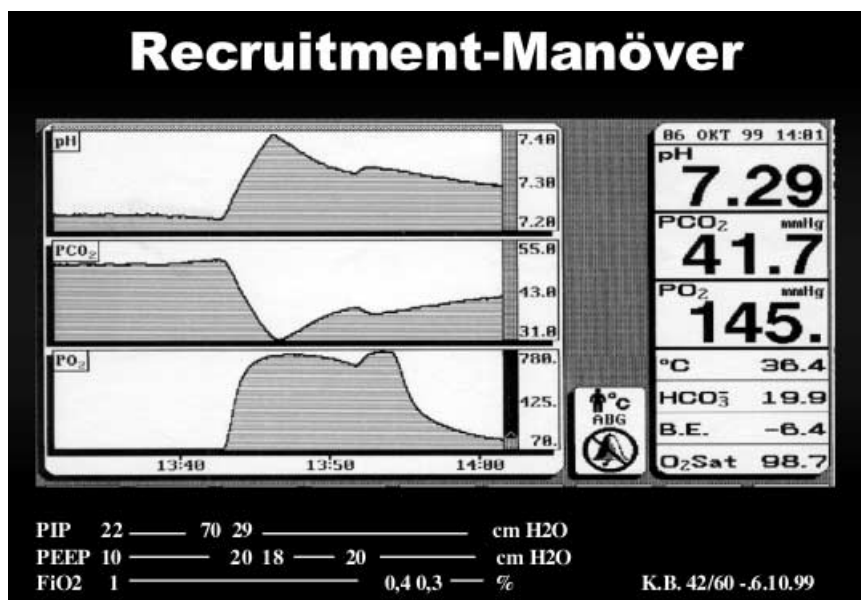 Recruitment-Manöver
pH
7.40
7.30
7.20
PCO₂
55.0
43.0
31.0
PO₂
780.
425.
70.
13:40 13:50 14:00
°C
ABG
06 OKT 99 14:01
pH
7.29
PCO₂ mmHg
41.7
PO₂ mmHg
145.
°C 36.4
HCO₃⁻ 19.9
B.E. -6.4
O₂Sat 98.7
PIP 22 70 29 cm H2O
PEEP 10 20 18 20 cm H2O
FiO2 1 0,4 0,3 % K.B. 42/60 -.6.10.99